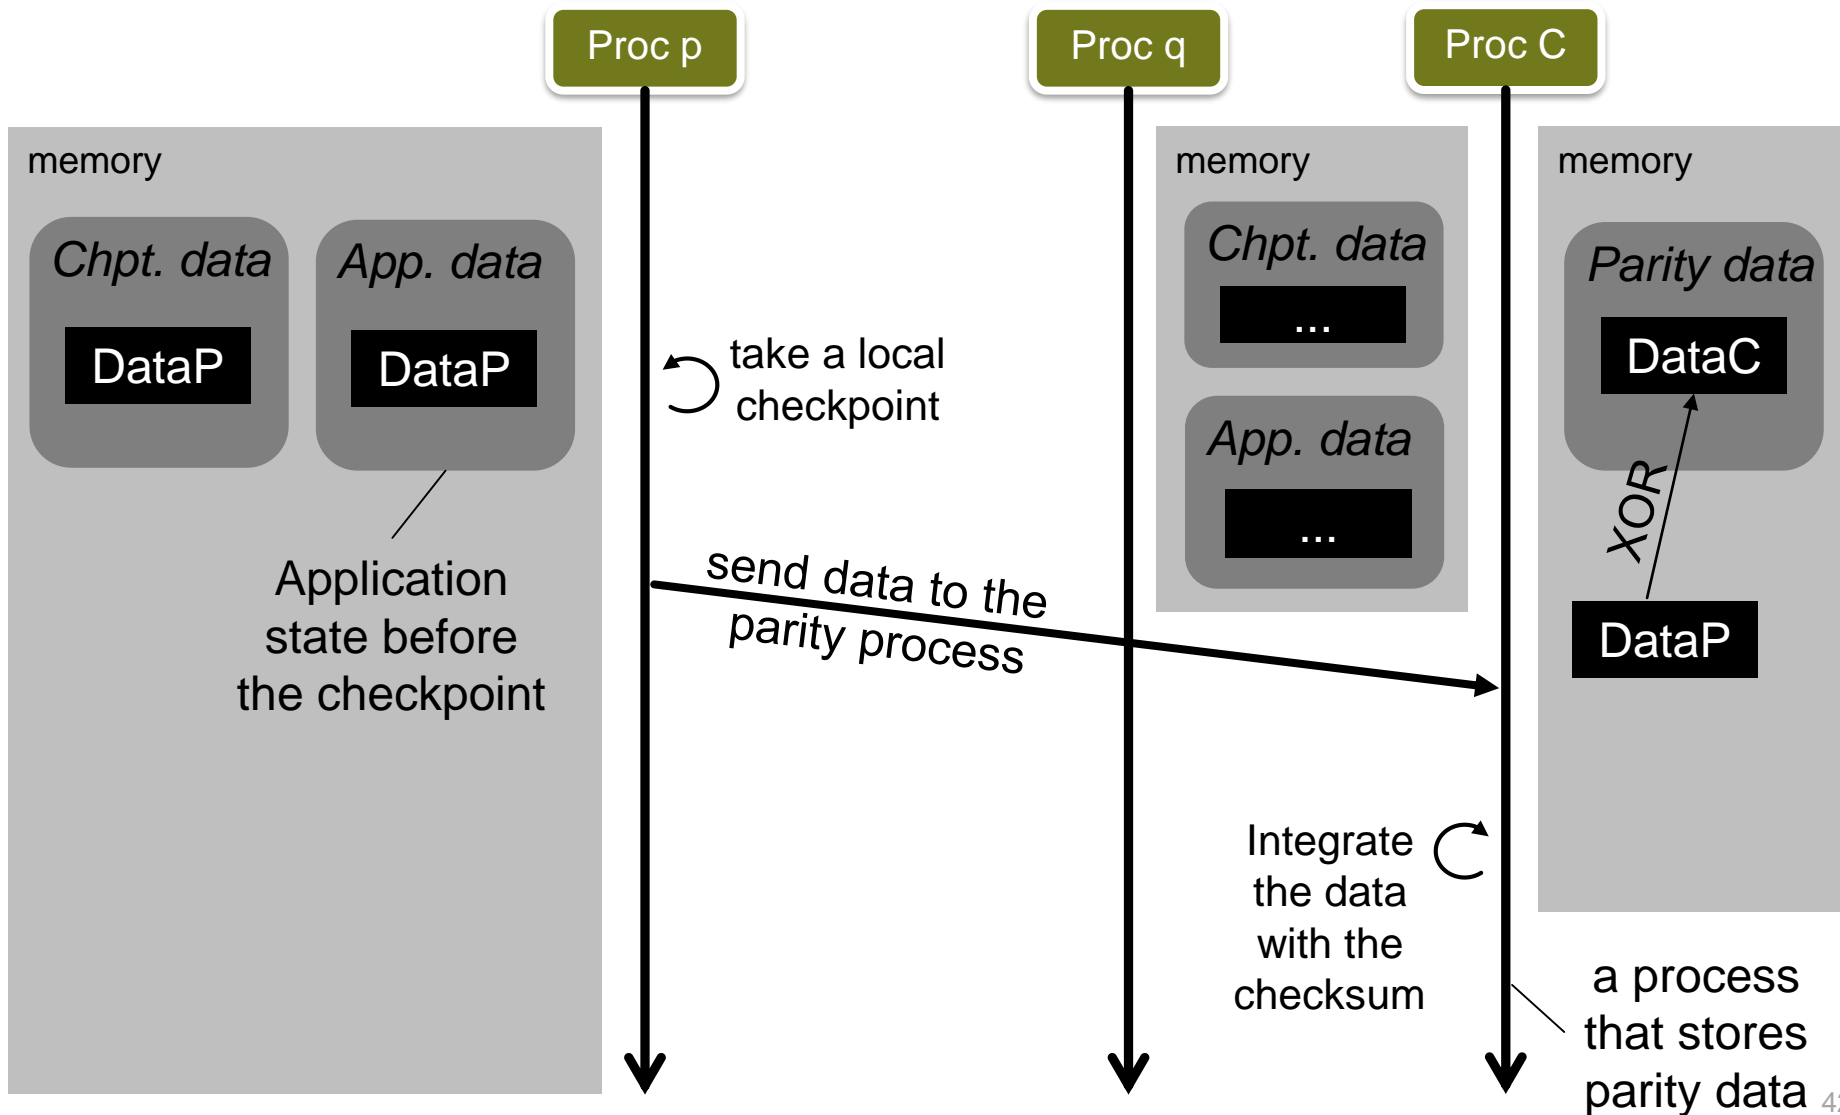 Proc p
Proc q
Proc C
memory
Chpt. data
App. data
DataP
DataP
Application
state before
the checkpoint
take a local
checkpoint
send data to the
parity process
memory
Chpt. data
...
App. data
...
memory
Parity data
DataC
XOR
DataP
Integrate
the data
with the
checksum
a process
that stores
parity data